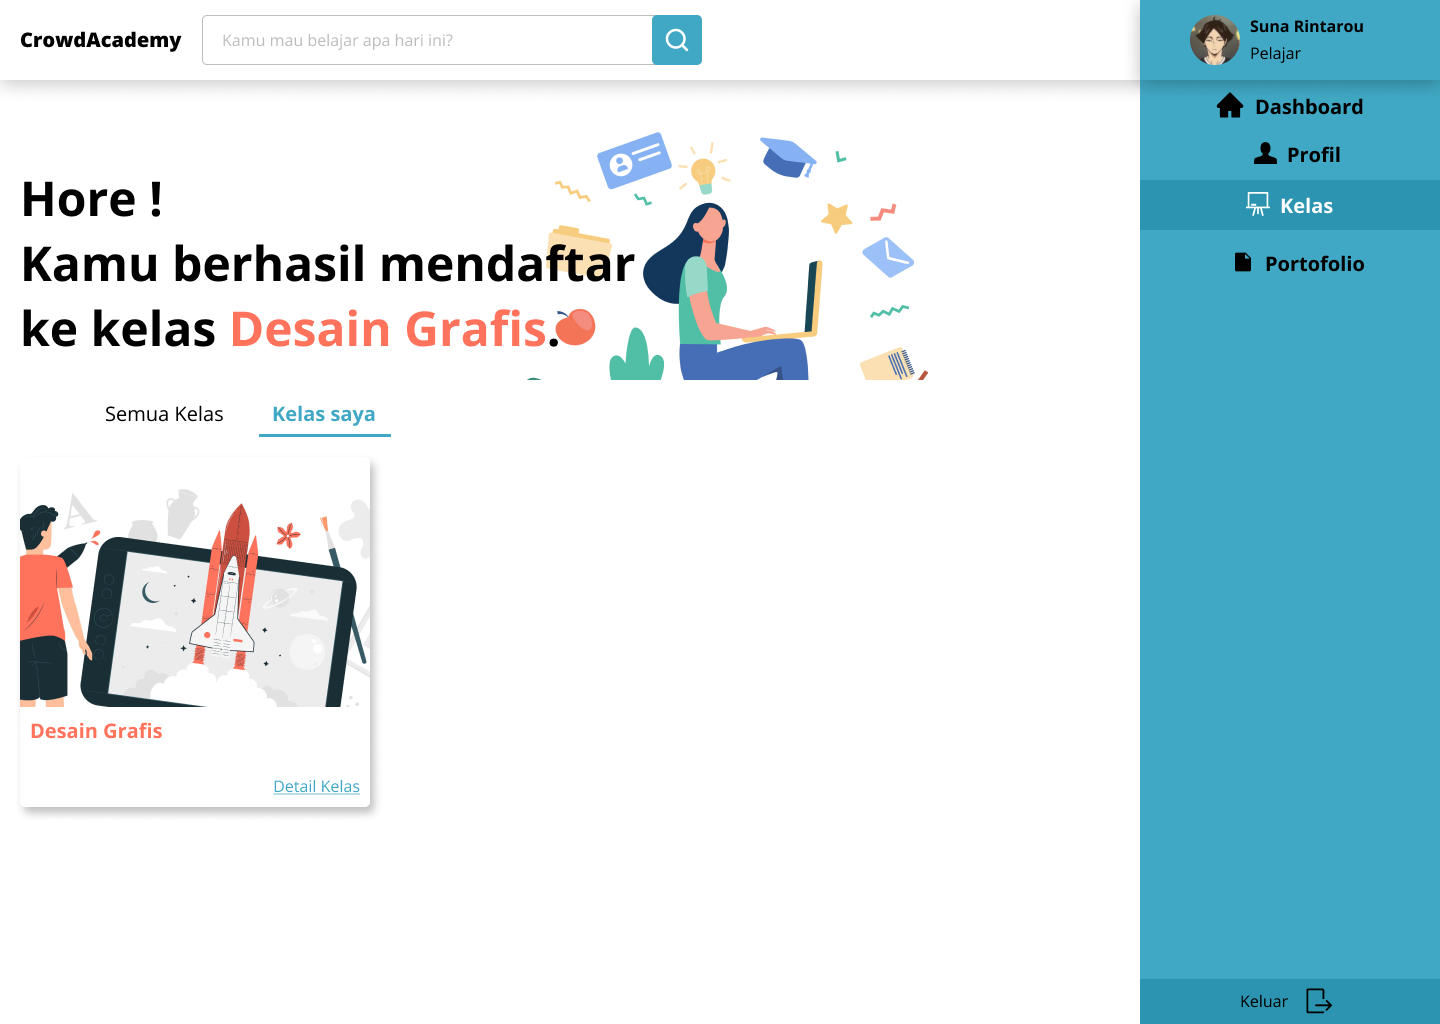 CrowdAcademy
Kamu mau belajar apa hari ini?
Suna Rintarou
Pelajar
Dashboard
Profil
Kelas
Portofolio
Hore !
Kamu berhasil mendaftar
ke kelas Desain Grafis.
Semua Kelas
Kelas saya
A
Desain Grafis
Detail Kelas
Keluar